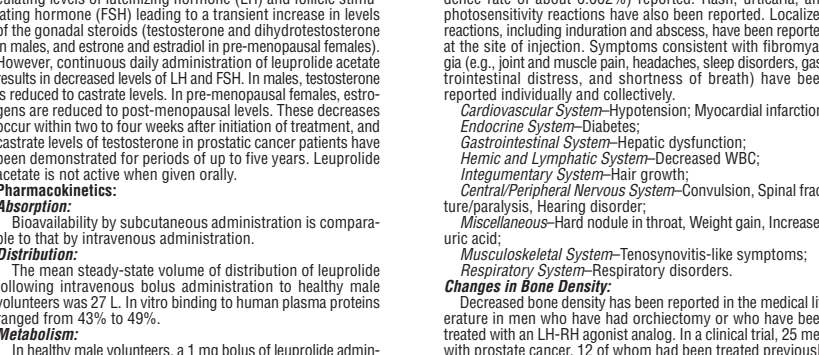 culating levels of luteinizing hormone (LH) and follicle stimu-
ating hormone (FSH) leading to a transient increase in levels
of the gonadal steroids (testosterone and dihydrotestosterone
n males, and estrone and estradiol in pre-menopausal females).
However, continuous daily administration of leuprolide acetate
results in decreased levels of LH and FSH. In males, testosterone
s reduced to castrate levels. In pre-menopausal females, estro-
gens are reduced to post-menopausal levels. These decreases
occur within two to four weeks after initiation of treatment, and
castrate levels of testosterone in prostatic cancer patients have
been demonstrated for periods of up to five years. Leuprolide
acetate is not active when given orally.
Pharmacokinetics:
Absorption:
Bioavailability by subcutaneous administration is compara-
ble to that by intravenous administration.
Distribution:
The mean steady-state volume of distribution of leuprolide
following intravenous bolus administration to healthy male
volunteers was 27 L. In vitro binding to human plasma proteins
ranged from 43% to 49%.
Metabolism:
In healthy male volunteers, a 1 mg bolus of leuprolide admin-
dence rate of about 0.002%) reported. Rash, urticaria, and
photosensitivity reactions have also been reported. Localize
reactions, including induration and abscess, have been reporte
at the site of injection. Symptoms consistent with fibromya
gia (e.g., joint and muscle pain, headaches, sleep disorders, gas
trointestinal distress, and shortness of breath) have bee
reported individually and collectively.
Cardiovascular System–Hypotension; Myocardial infarction
Endocrine System–Diabetes;
Gastrointestinal System–Hepatic dysfunction;
Hemic and Lymphatic System–Decreased WBC;
Integumentary System–Hair growth;
Central/Peripheral Nervous System–Convulsion, Spinal frac
ture/paralysis, Hearing disorder;
Miscellaneous–Hard nodule in throat, Weight gain, Increase
uric acid;
Musculoskeletal System–Tenosynovitis-like symptoms;
Respiratory System–Respiratory disorders.
Changes in Bone Density:
Decreased bone density has been reported in the medical lit
erature in men who have had orchiectomy or who have bee
treated with an LH-RH agonist analog. In a clinical trial, 25 me
with prostate cancer, 12 of whom had been treated previousl